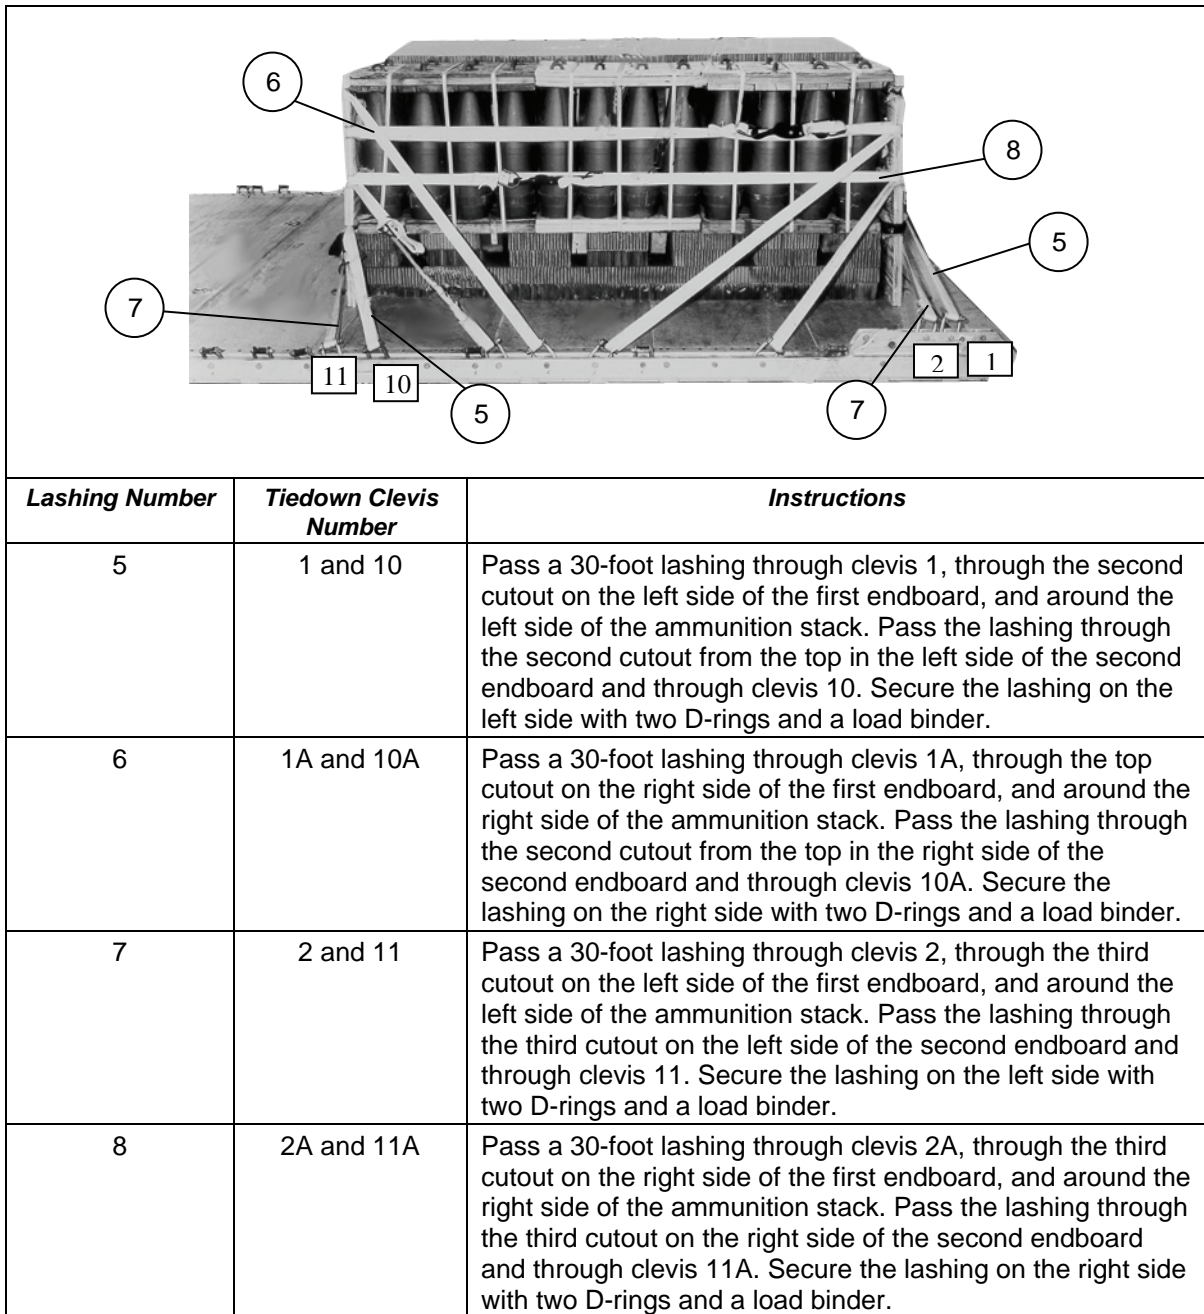 6
8
5
7
11
10
2
1
5
7
Lashing Number
Tiedown Clevis
Number
Instructions
5
1 and 10
Pass a 30-foot lashing through clevis 1, through the second
cutout on the left side of the first endboard, and around the
left side of the ammunition stack. Pass the lashing through
the second cutout from the top in the left side of the second
endboard and through clevis 10. Secure the lashing on the
left side with two D-rings and a load binder.
6
1A and 10A
Pass a 30-foot lashing through clevis 1A, through the top
cutout on the right side of the first endboard, and around the
right side of the ammunition stack. Pass the lashing through
the second cutout from the top in the right side of the
second endboard and through clevis 10A. Secure the
lashing on the right side with two D-rings and a load binder.
7
2 and 11
Pass a 30-foot lashing through clevis 2, through the third
cutout on the left side of the first endboard, and around the
left side of the ammunition stack. Pass the lashing through
the third cutout on the left side of the second endboard and
through clevis 11. Secure the lashing on the left side with
two D-rings and a load binder.
8
2A and 11A
Pass a 30-foot lashing through clevis 2A, through the third
cutout on the right side of the first endboard, and around the
right side of the ammunition stack. Pass the lashing through
the third cutout on the right side of the second endboard
and through clevis 11A. Secure the lashing on the right side
with two D-rings and a load binder.